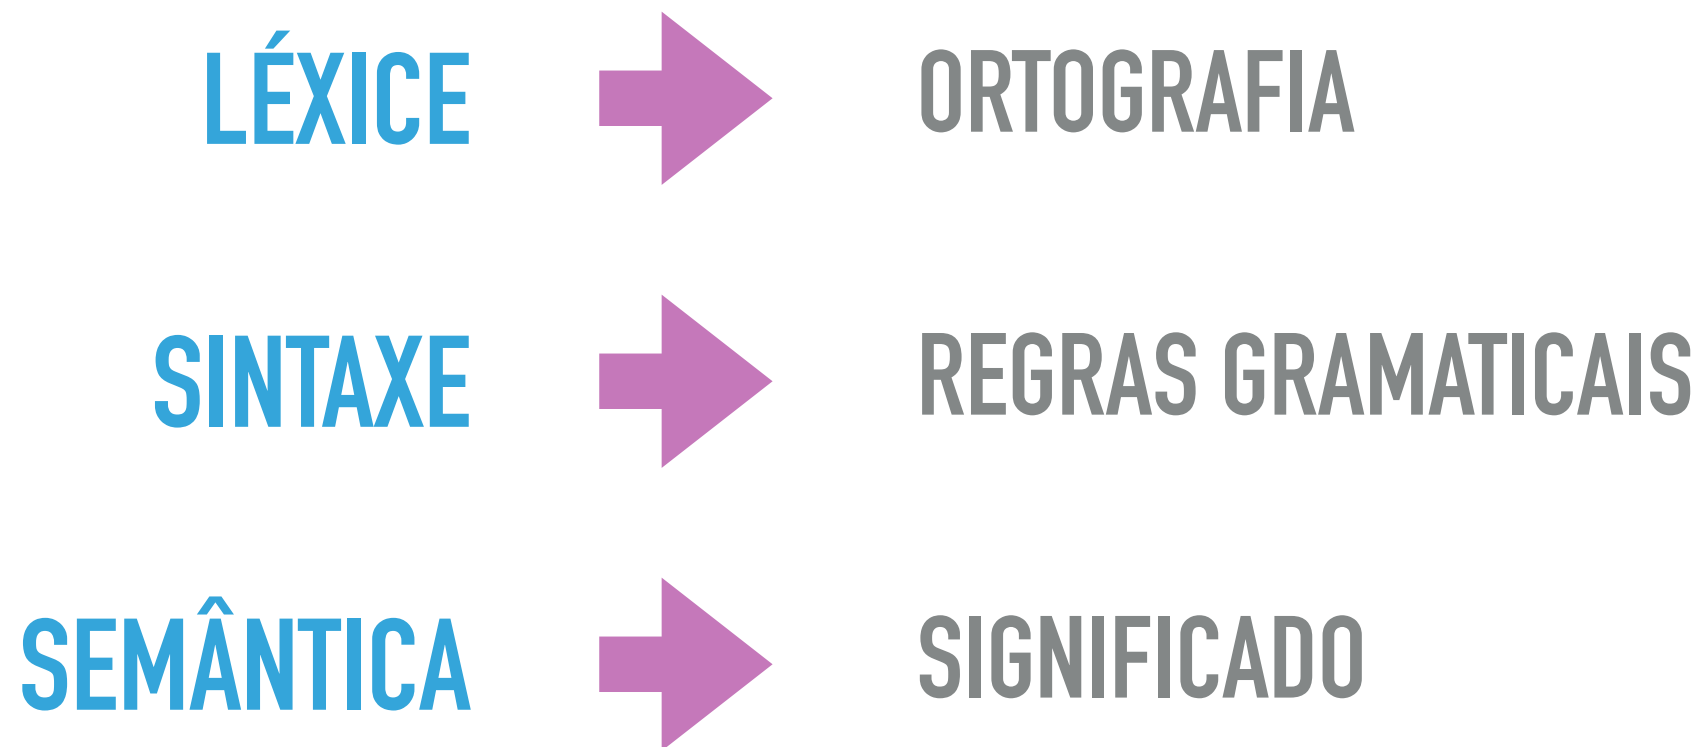 LÉXICE ORTOGRAFIA
SINTAXE REGRAS GRAMATICAIS
SEMÂNTICA SIGNIFICADO